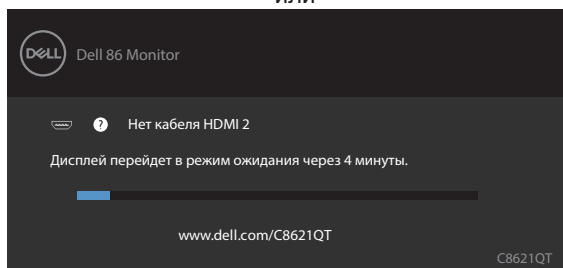 или
DELL Dell 86 Monitor
? Нет кабеля HDMI 2
Дисплей перейдет в режим ожидания через 4 минуты.
www.dell.com/C8621QT
C8621QT